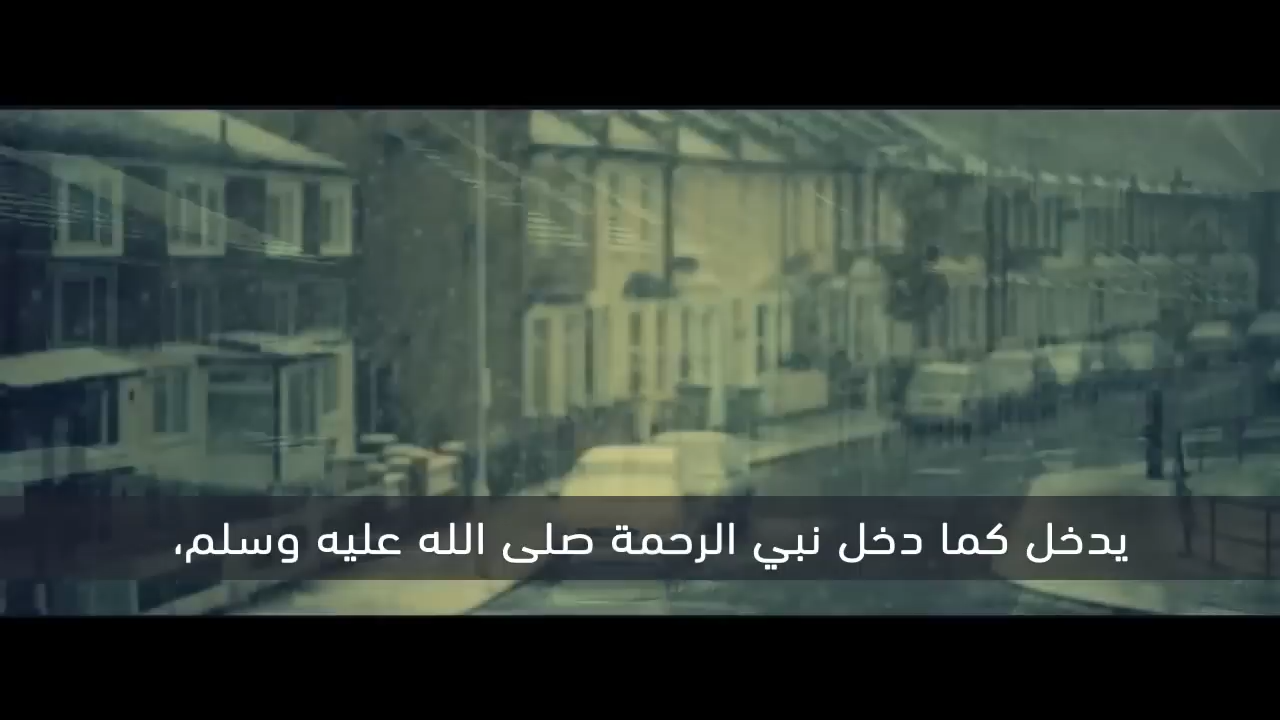 يدخل كما دخل نبي الرحمة صلى الله عليه وسلم،